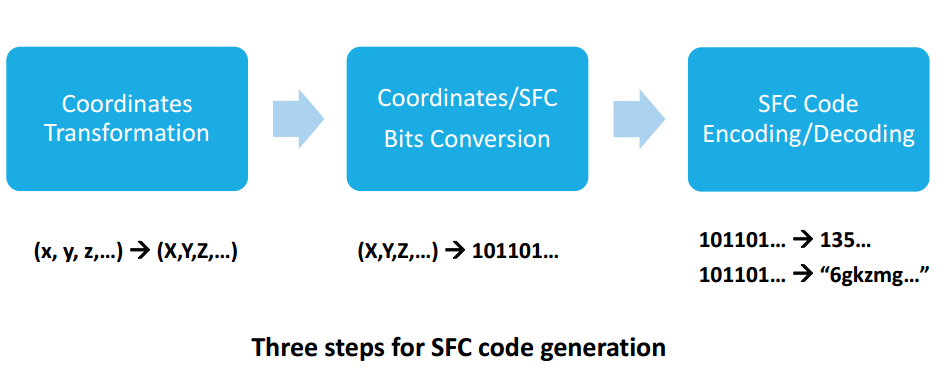 Coordinates
Transformation
Coordinates/SFC
Bits Conversion
SFC Code
Encoding/Decoding
(x, y, z,…) → (X,Y,Z,…)
(X,Y,Z,…) → 101101…
101101… → 135…
101101… → “6gkzmg…”
Three steps for SFC code generation